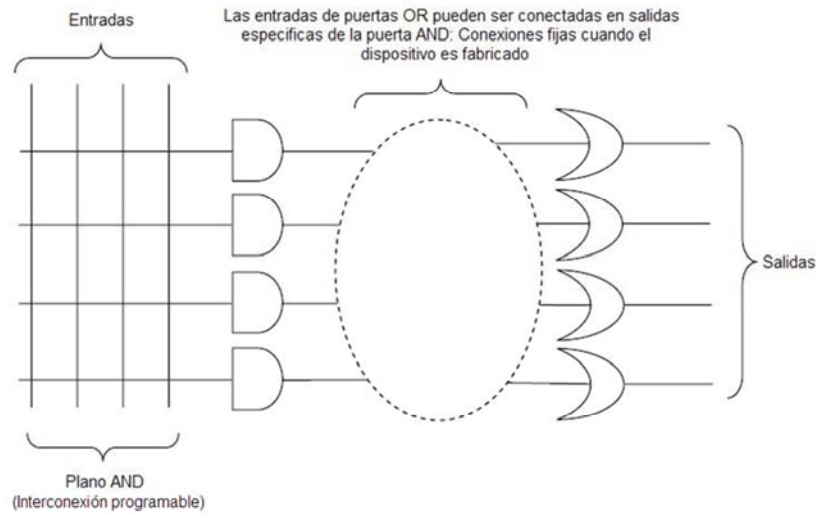 Entradas
Las entradas de puertas OR pueden ser conectadas en salidas
especificas de la puerta AND: Conexiones fijas cuando el
dispositivo es fabricado
Salidas
Plano AND
(Interconexión programable)